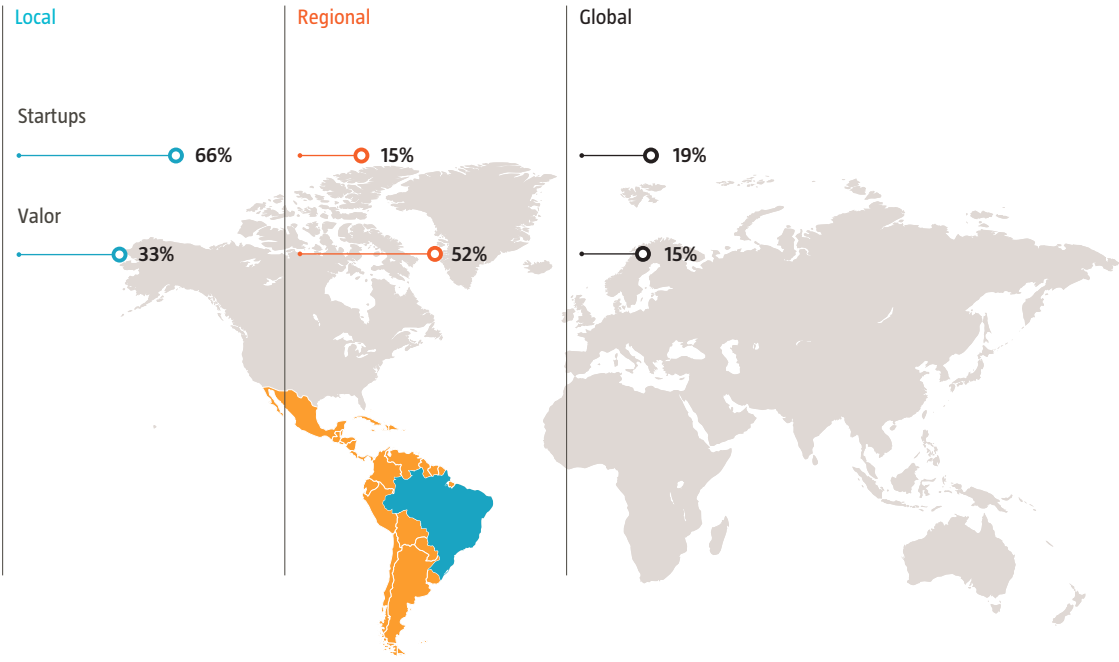 Local Regional Global
Startups
66% 15% 19%
Valor
33% 52% 15%